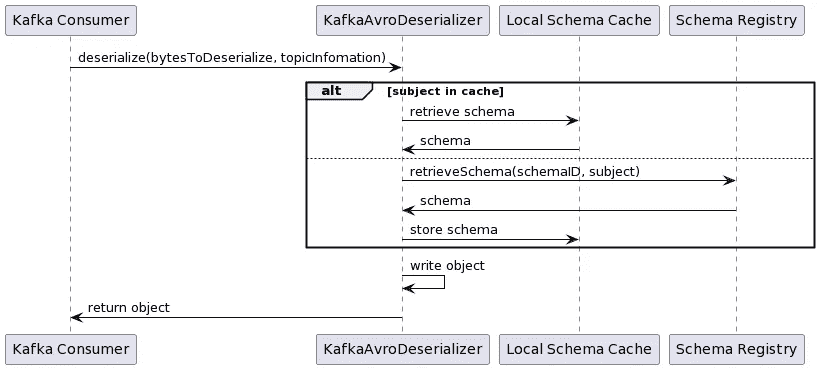 Kafka Consumer
KafkaAvroDeserializer
Local Schema Cache
Schema Registry
deserialize(bytesToDeserialize, topicInfomation)
alt
[subject in cache]
retrieve schema
schema
retrieveSchema(schemaID, subject)
schema
store schema
write object
return object
Kafka Consumer
KafkaAvroDeserializer
Local Schema Cache
Schema Registry